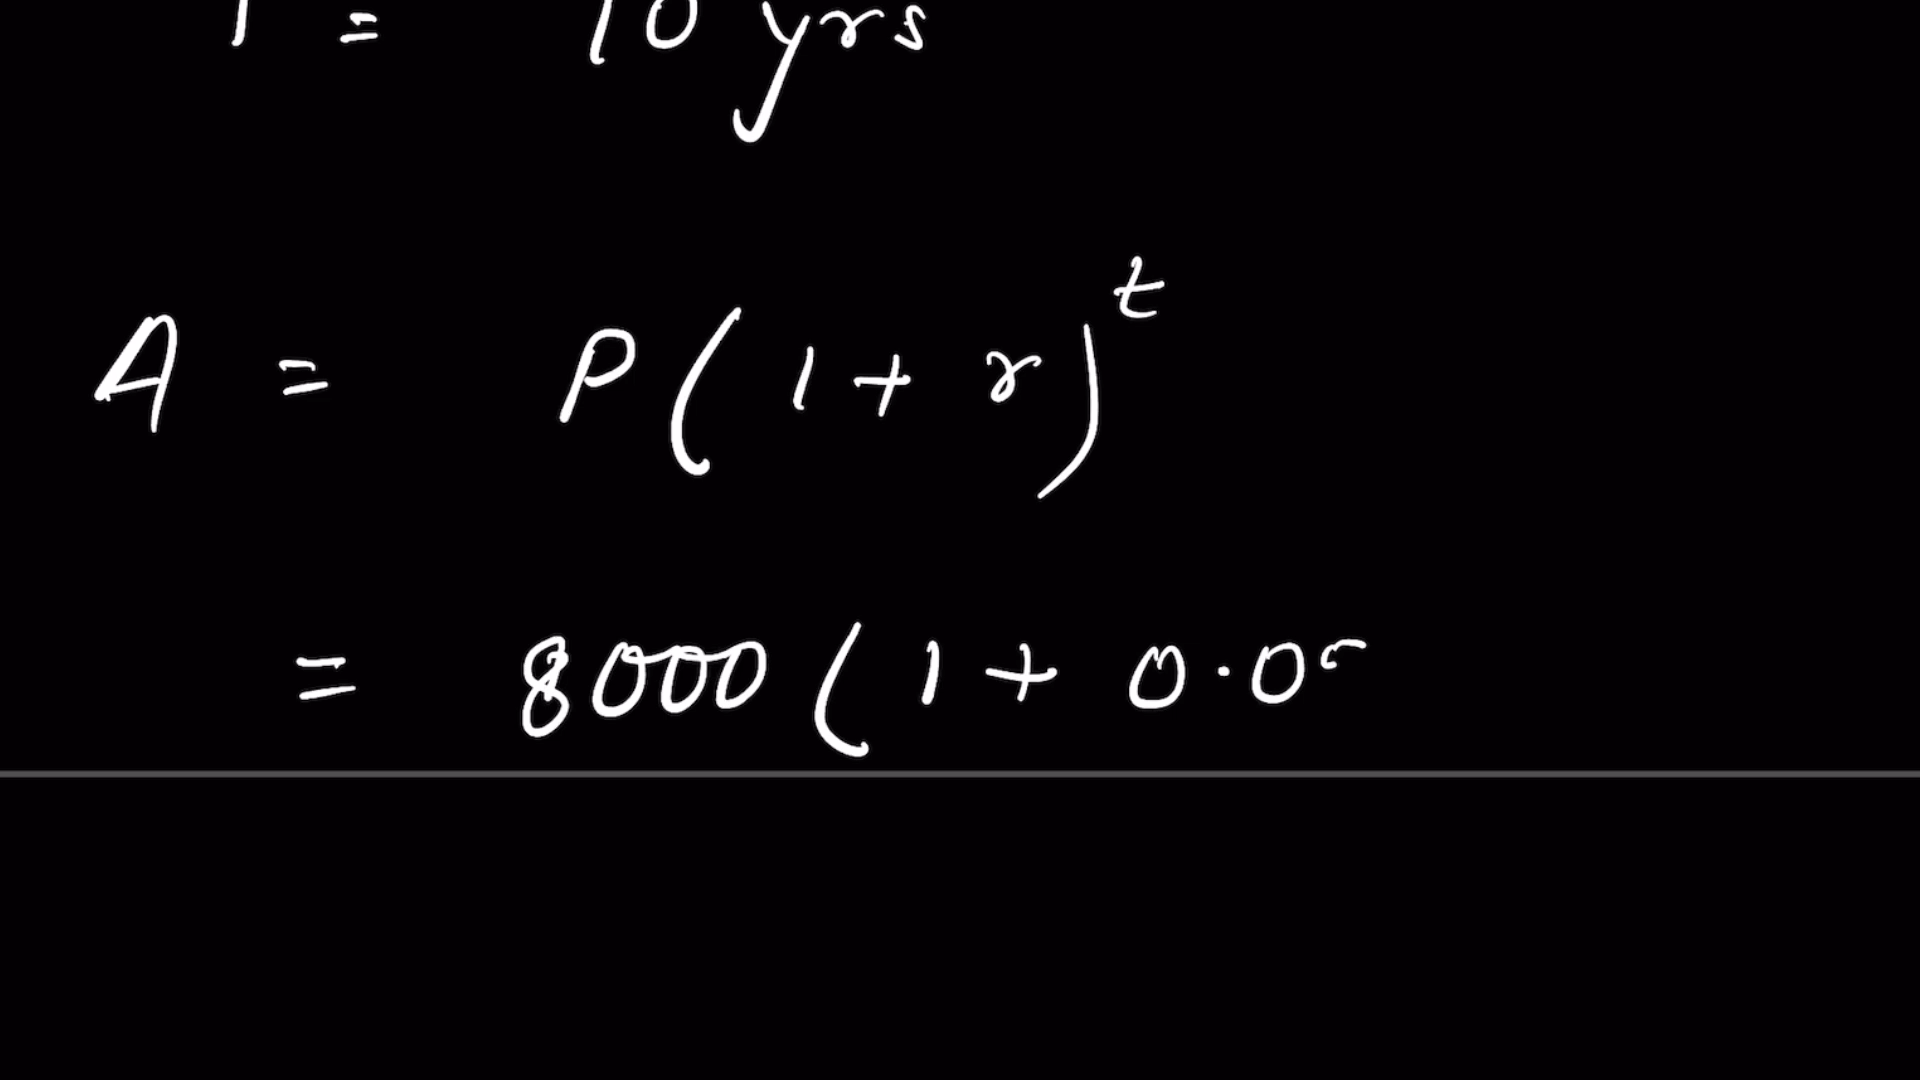 = 10 yrs
A = P(1+r)^t
= 8000 (1 + 0.0